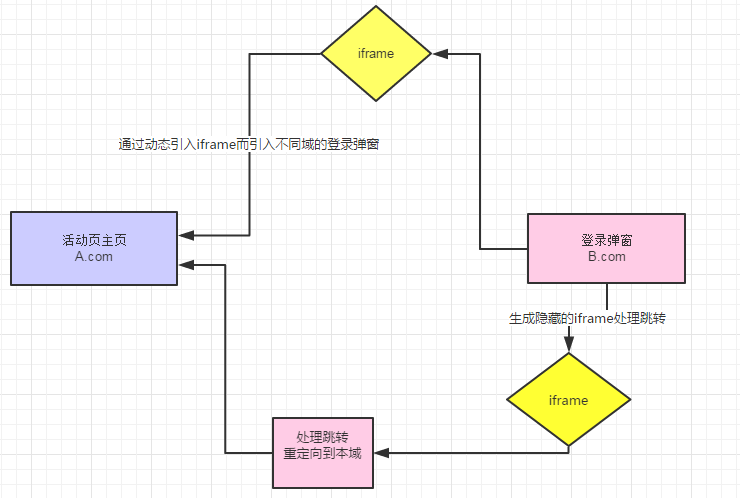 iframe
通过动态引入iframe而引入不同域的登录弹窗
活动页主页
A.com
登录弹窗
B.com
生成隐藏的iframe处理跳转
iframe
处理跳转
重定向到本域